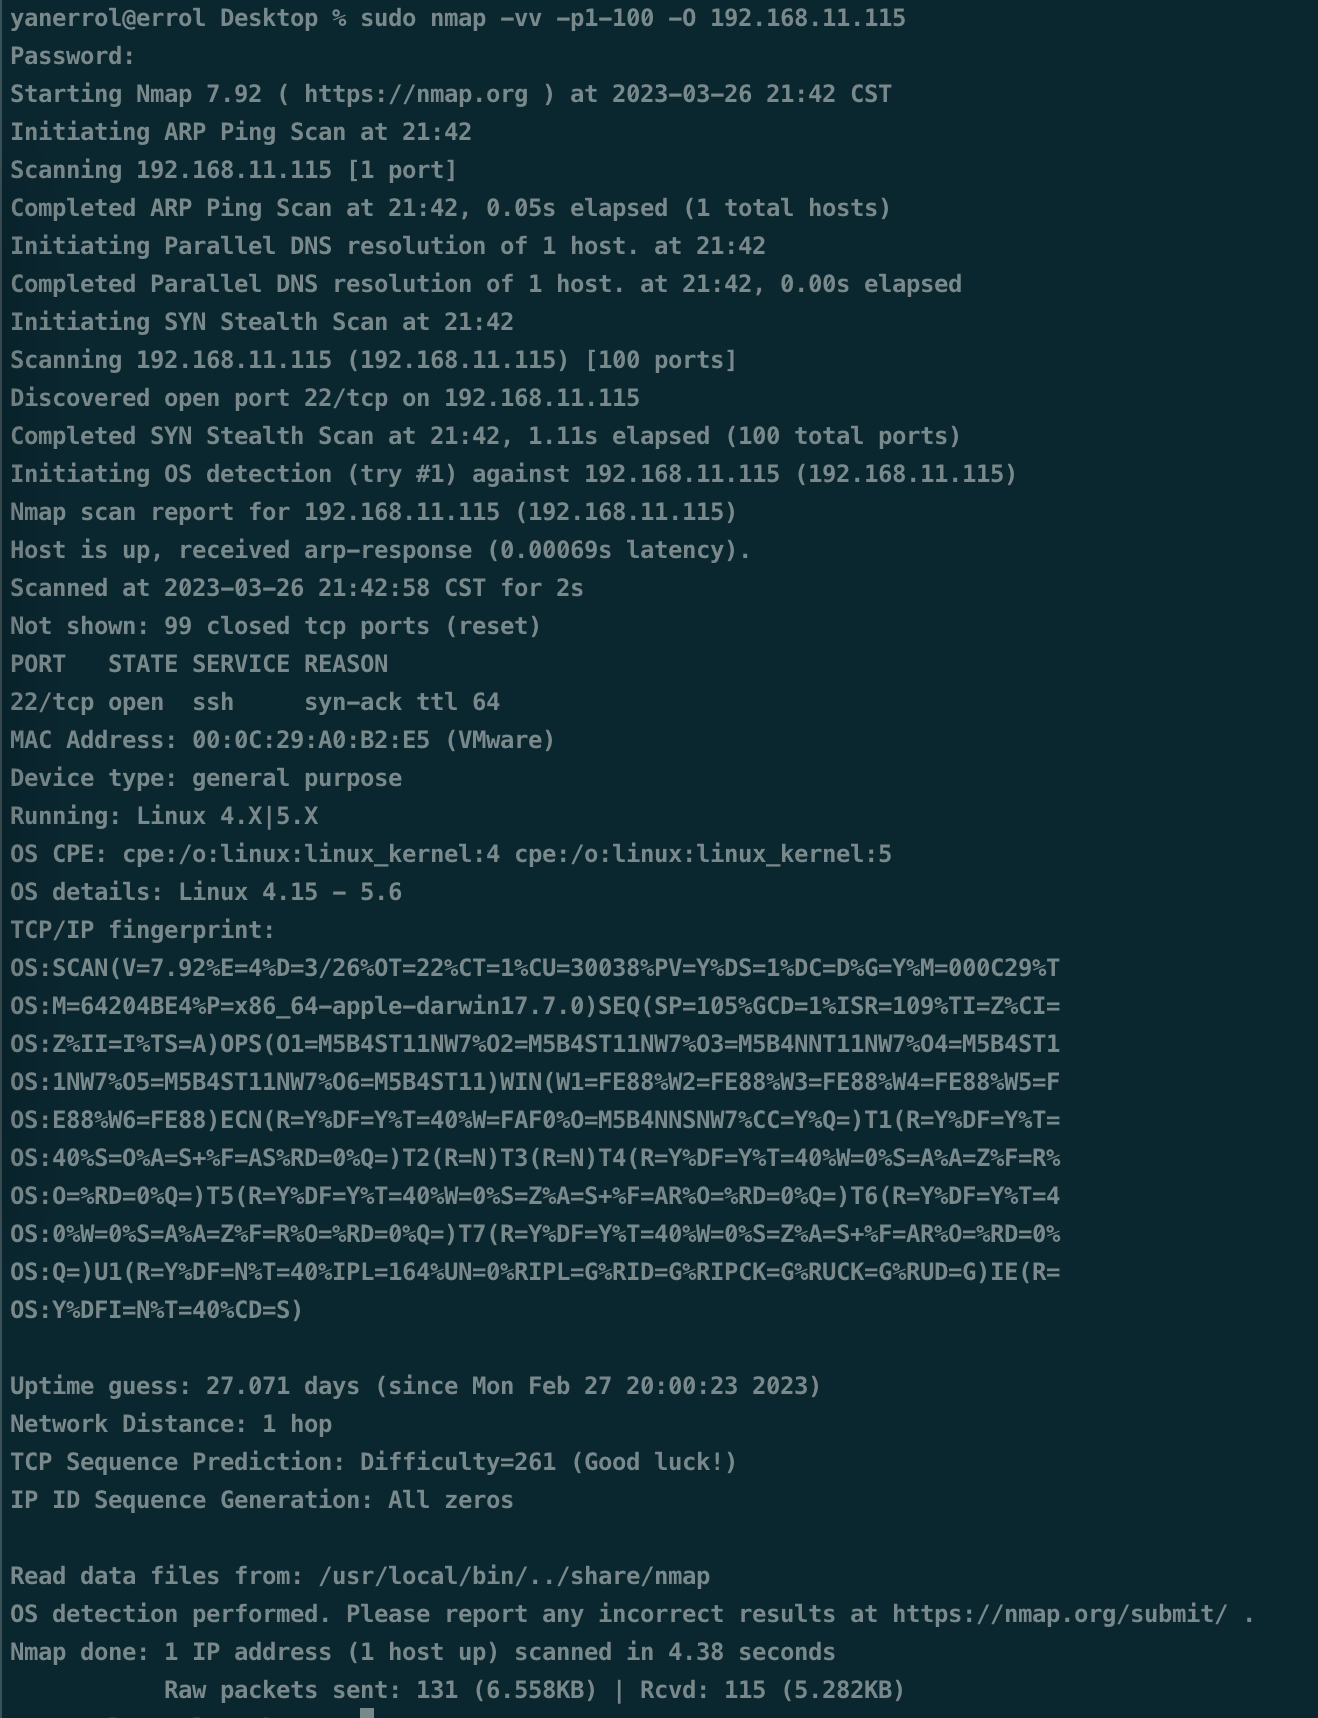 yanerrol@errol Desktop % sudo nmap -vv -p1-100 -O 192.168.11.115
Password:
Starting Nmap 7.92 ( https://nmap.org ) at 2023-03-26 21:42 CST
Initiating ARP Ping Scan at 21:42
Scanning 192.168.11.115 [1 port]
Completed ARP Ping Scan at 21:42, 0.05s elapsed (1 total hosts)
Initiating Parallel DNS resolution of 1 host. at 21:42
Completed Parallel DNS resolution of 1 host. at 21:42, 0.00s elapsed
Initiating SYN Stealth Scan at 21:42
Scanning 192.168.11.115 (192.168.11.115) [100 ports]
Discovered open port 22/tcp on 192.168.11.115
Completed SYN Stealth Scan at 21:42, 1.11s elapsed (100 total ports)
Initiating OS detection (try #1) against 192.168.11.115 (192.168.11.115)
Nmap scan report for 192.168.11.115 (192.168.11.115)
Host is up, received arp-response (0.00069s latency).
Scanned at 2023-03-26 21:42:58 CST for 2s
Not shown: 99 closed tcp ports (reset)
PORT   STATE SERVICE REASON
22/tcp open  ssh     syn-ack ttl 64
MAC Address: 00:0C:29:A0:B2:E5 (VMware)
Device type: general purpose
Running: Linux 4.X|5.X
OS CPE: cpe:/o:linux:linux_kernel:4 cpe:/o:linux:linux_kernel:5
OS details: Linux 4.15 - 5.6
TCP/IP fingerprint:
OS:SCAN(V=7.92%E=4%D=3/26%OT=22%CT=1%CU=30038%PV=Y%DS=1%DC=D%G=Y%M=000C29%T
OS:M=64204BE4%P=x86_64-apple-darwin17.7.0)SEQ(SP=105%GCD=1%ISR=109%TI=Z%CI=
OS:Z%II=I%TS=A)OPS(O1=M5B4ST11NW7%O2=M5B4ST11NW7%O3=M5B4NNT11NW7%O4=M5B4ST1
OS:1NW7%O5=M5B4ST11NW7%O6=M5B4ST11)WIN(W1=FE88%W2=FE88%W3=FE88%W4=FE88%W5=F
OS:E88%W6=FE88)ECN(R=Y%DF=Y%T=40%W=FAF0%O=M5B4NNSNW7%CC=Y%Q=)T1(R=Y%DF=Y%T=
OS:40%S=O%A=S+%F=AS%RD=0%Q=)T2(R=N)T3(R=N)T4(R=Y%DF=Y%T=40%W=0%S=A%A=Z%F=R%
OS:O=%RD=0%Q=)T5(R=Y%DF=Y%T=40%W=0%S=Z%A=S+%F=AR%O=%RD=0%Q=)T6(R=Y%DF=Y%T=4
OS:0%W=0%S=A%A=Z%F=R%O=%RD=0%Q=)T7(R=Y%DF=Y%T=40%W=0%S=Z%A=S+%F=AR%O=%RD=0%
OS:Q=)U1(R=Y%DF=N%T=40%IPL=164%UN=0%RIPL=G%RID=G%RIPCK=G%RUCK=G%RUD=G)IE(R=
OS:Y%DFI=N%T=40%CD=S)
Uptime guess: 27.071 days (since Mon Feb 27 20:00:23 2023)
Network Distance: 1 hop
TCP Sequence Prediction: Difficulty=261 (Good luck!)
IP ID Sequence Generation: All zeros
Read data files from: /usr/local/bin/../share/nmap
OS detection performed. Please report any incorrect results at https://nmap.org/submit/ .
Nmap done: 1 IP address (1 host up) scanned in 4.38 seconds
           Raw packets sent: 131 (6.558KB) | Rcvd: 115 (5.282KB)